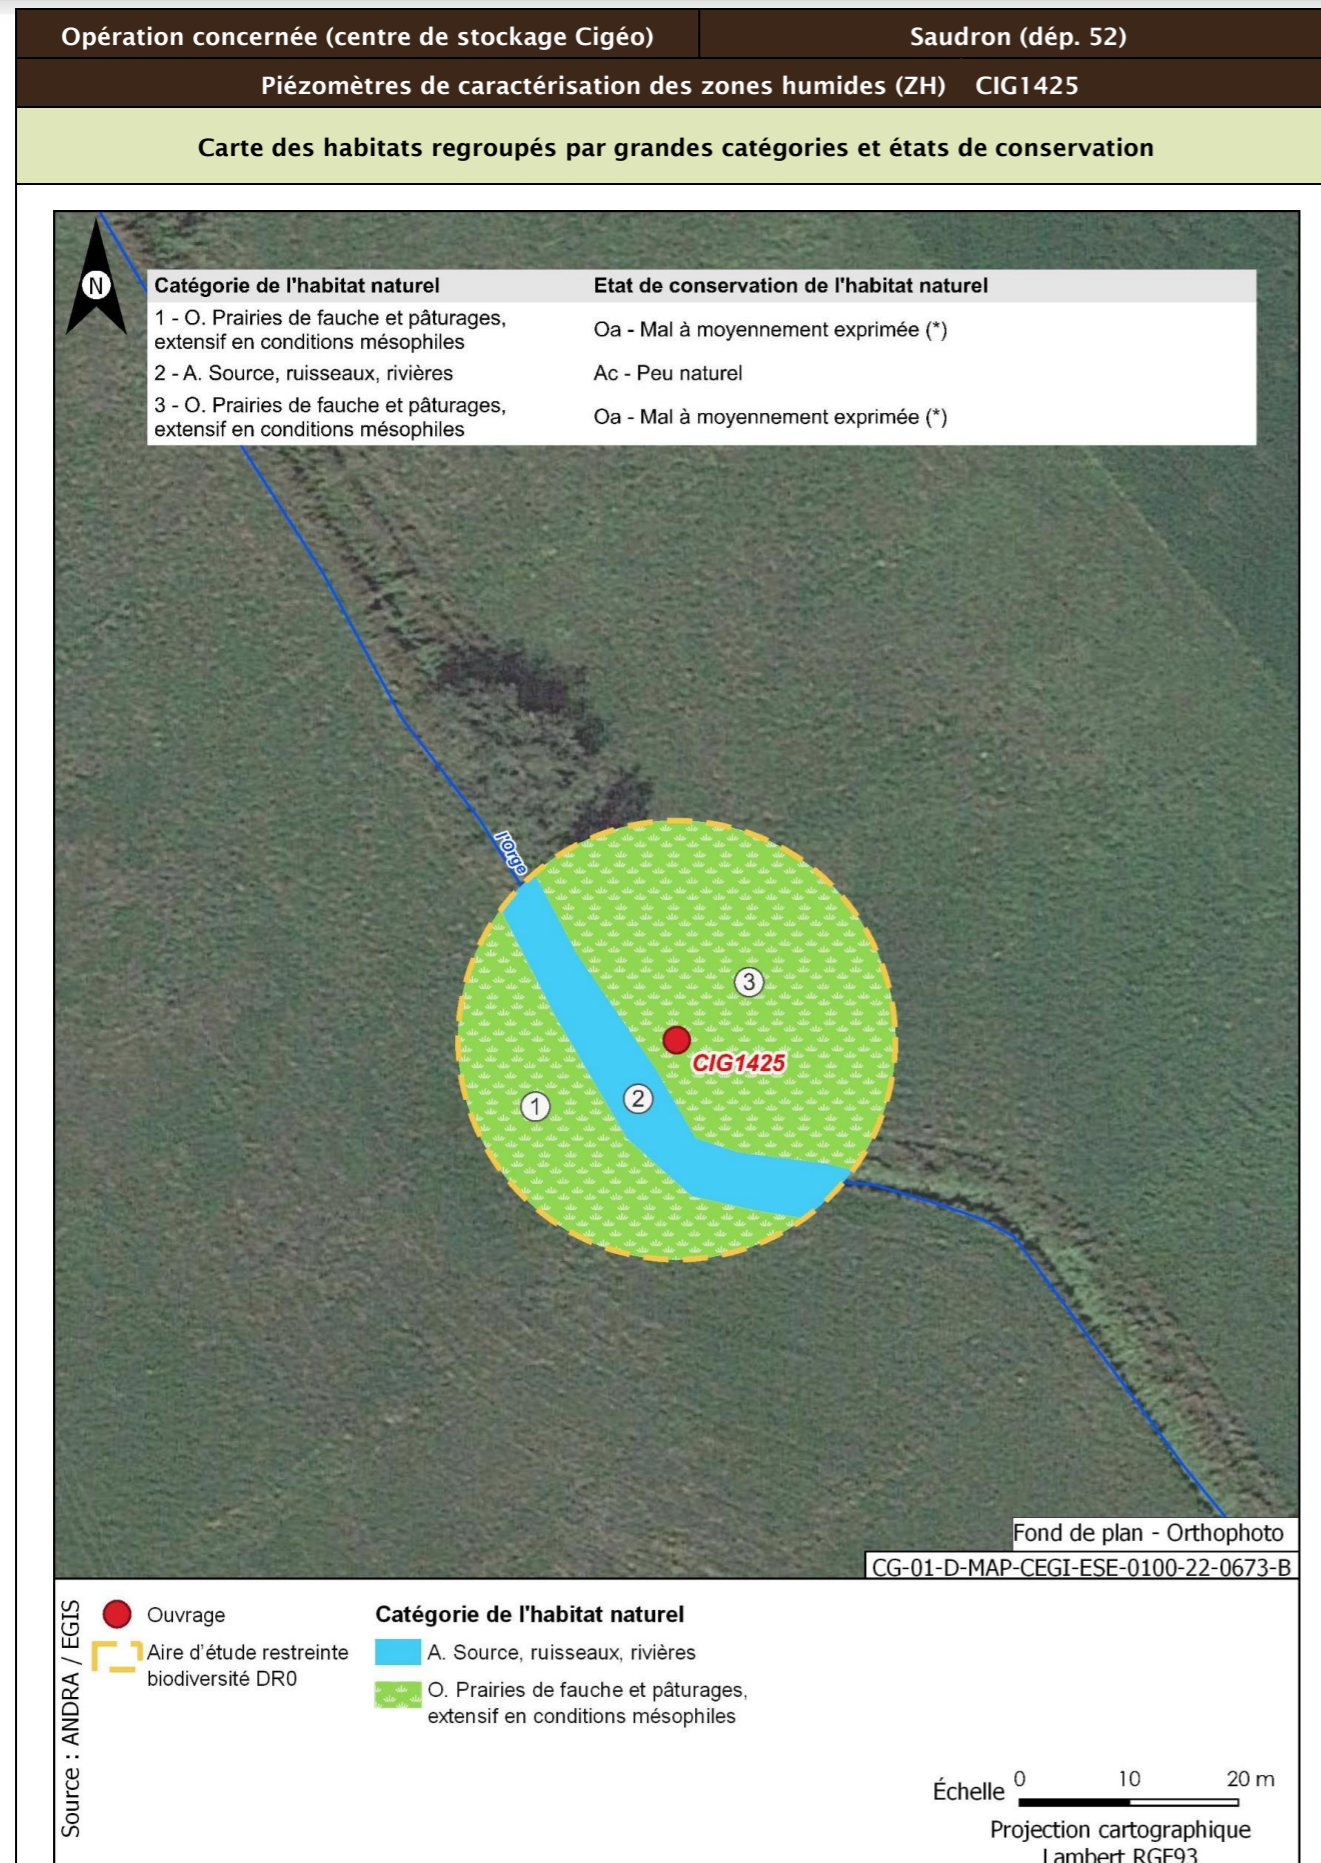 Opération concernée (centre de stockage Cigéo)
Saudron (dép. 52)
Piézomètres de caractérisation des zones humides (ZH) CIG1425
Carte des habitats regroupés par grandes catégories et états de conservation
N
Catégorie de l'habitat naturel
Etat de conservation de l'habitat naturel
1 - O. Prairies de fauche et pâturages,
extensif en conditions mésophiles
Oa - Mal à moyennement exprimée (*)
2 - A. Source, ruisseaux, rivières
Ac - Peu naturel
3 - O. Prairies de fauche et pâturages,
extensif en conditions mésophiles
Oa - Mal à moyennement exprimée (*)
l'Orge
3
CIG1425
2
1
Fond de plan - Orthophoto
CG-01-D-MAP-CEGI-ESE-0100-22-0673-B
Source : ANDRA / EGIS
Ouvrage
Aire d'étude restreinte
biodiversité DR0
Catégorie de l'habitat naturel
A. Source, ruisseaux, rivières
O. Prairies de fauche et pâturages,
extensif en conditions mésophiles
Échelle 0 10 20 m
Projection cartographique
Lambert RGF93